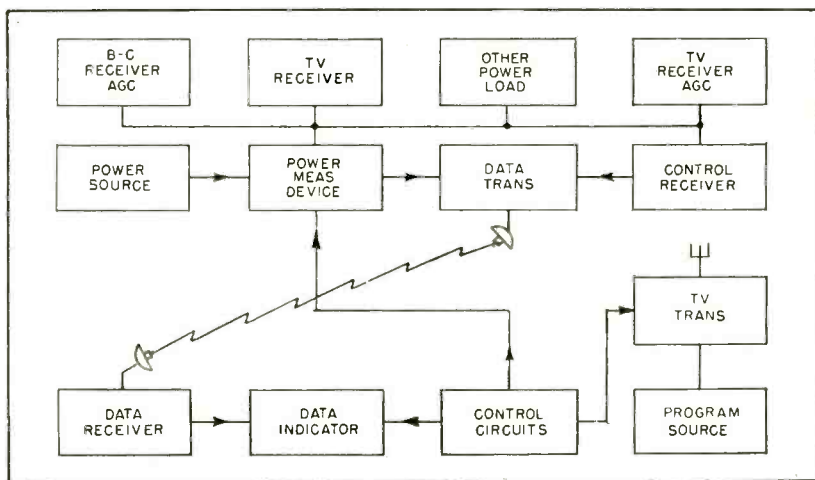 B-C
RECEIVER
AGC
TV
RECEIVER
OTHER
POWER
LOAD
TV
RECEIVER
AGC
POWER
SOURCE
POWER
MEAS
DEVICE
DATA
TRANS
CONTROL
RECEIVER
TV
TRANS
DATA
RECEIVER
DATA
INDICATOR
CONTROL
CIRCUITS
PROGRAM
SOURCE